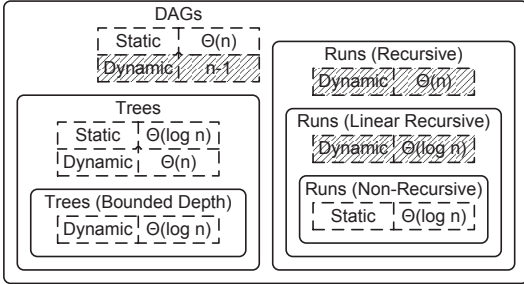 DAGs
Static Θ(n)
Dynamic n-1
Trees
Static Θ(log n)
Dynamic Θ(n)
Trees (Bounded Depth)
Dynamic Θ(log n)
Runs (Recursive)
Dynamic Θ(n)
Runs (Linear Recursive)
Dynamic Θ(log n)
Runs (Non-Recursive)
Static Θ(log n)